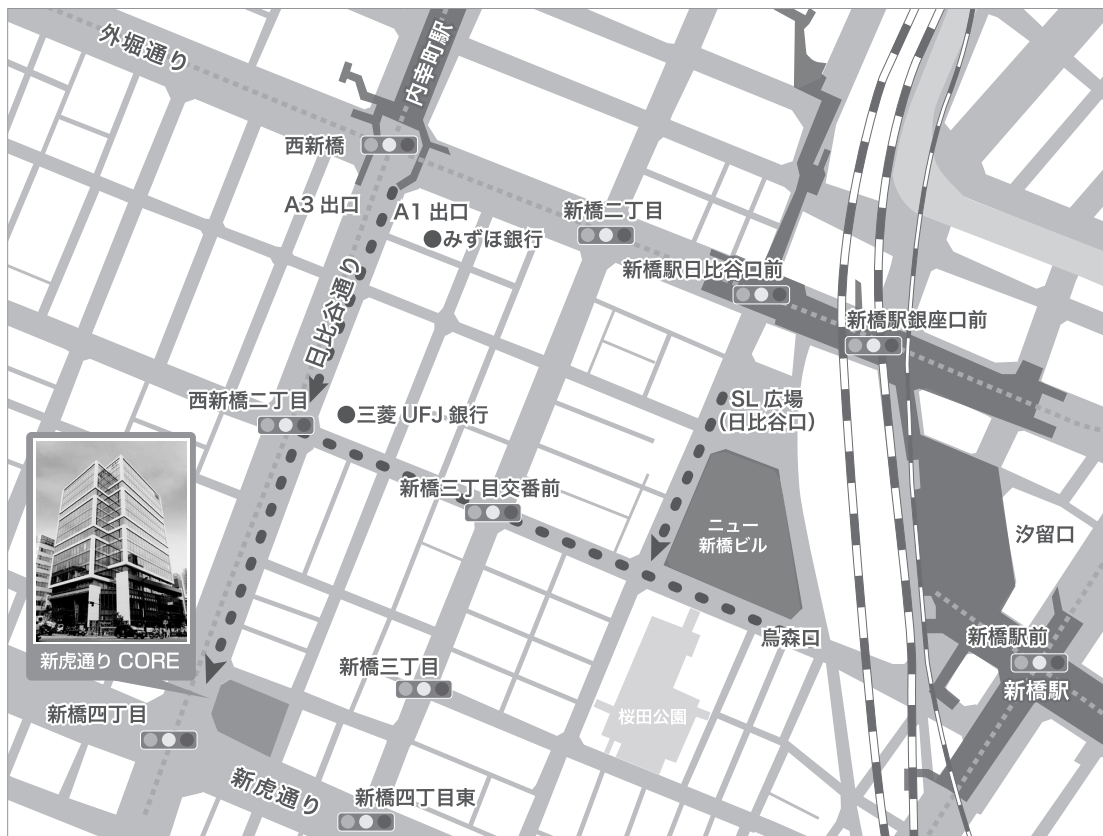 外堀通り
内幸町駅
西新橋
A3 出口
A1 出口
みずほ銀行
新橋二丁目
新橋駅日比谷口前
新橋駅銀座口前
日比谷通り
西新橋二丁目
三菱 UFJ 銀行
SL 広場
(日比谷口)
新橋三丁目交番前
ニュー
新橋ビル
汐留口
烏森口
新橋駅前
新橋駅
新虎通り CORE
新橋三丁目
桜田公園
新橋四丁目
新虎通り
新橋四丁目東